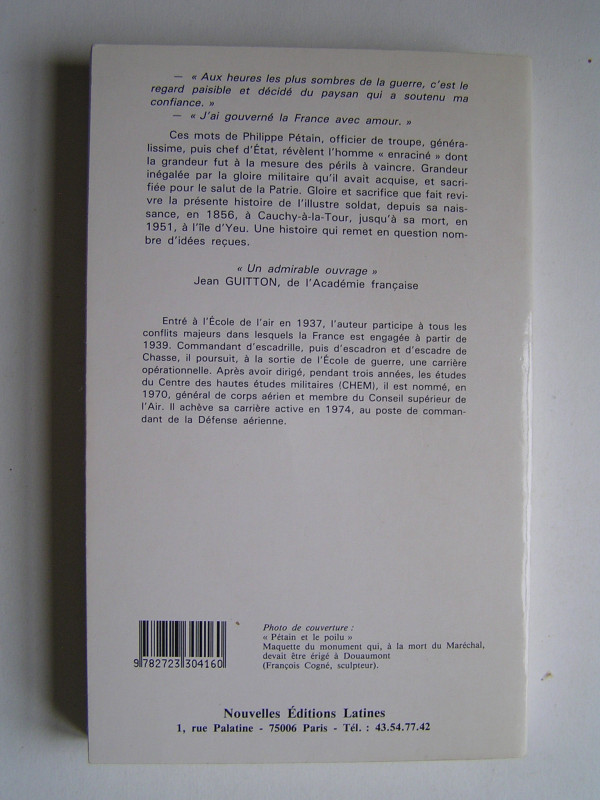 — « Aux heures les plus sombres de la guerre, c'est le
regard paisible et décidé du paysan qui a soutenu ma
confiance. »
— « J'ai gouverné la France avec amour. »
Ces mots de Philippe Pétain, officier de troupe, généra-
lissime, puis chef d'État, révèlent l'homme « enraciné » dont
la grandeur fut à la mesure des périls à vaincre. Grandeur
inégalée par la gloire militaire qu'il avait acquise, et sacri-
fiée pour le salut de la Patrie. Gloire et sacrifice que fait revi-
vre la présente histoire de l'illustre soldat, depuis sa nais-
sance, en 1856, à Cauchy-à-la-Tour, jusqu'à sa mort, en
1951, à l'île d'Yeu. Une histoire qui remet en question nom-
bre d'idées reçues.
« Un admirable ouvrage »
Jean GUITTON, de l'Académie française
Entré à l'École de l'air en 1937, l'auteur participe à tous les
conflits majeurs dans lesquels la France est engagée à partir de
1939. Commandant d'escadrille, puis d'escadron et d'escadre de
Chasse, il poursuit, à la sortie de l'École de guerre, une carrière
opérationnelle. Après avoir dirigé, pendant trois années, les études
du Centre des hautes études militaires (CHEM), il est nommé, en
1970, général de corps aérien et membre du Conseil supérieur de
l'Air. Il achève sa carrière active en 1974, au poste de comman-
dant de la Défense aérienne.
9 782723 304160
Photo de couverture :
« Pétain et le poilu »
Maquette du monument qui, à la mort du Maréchal,
devait être érigé à Douaumont
(François Cogné, sculpteur).
Nouvelles Éditions Latines
1, rue Palatine - 75006 Paris - Tél. : 43.54.77.42